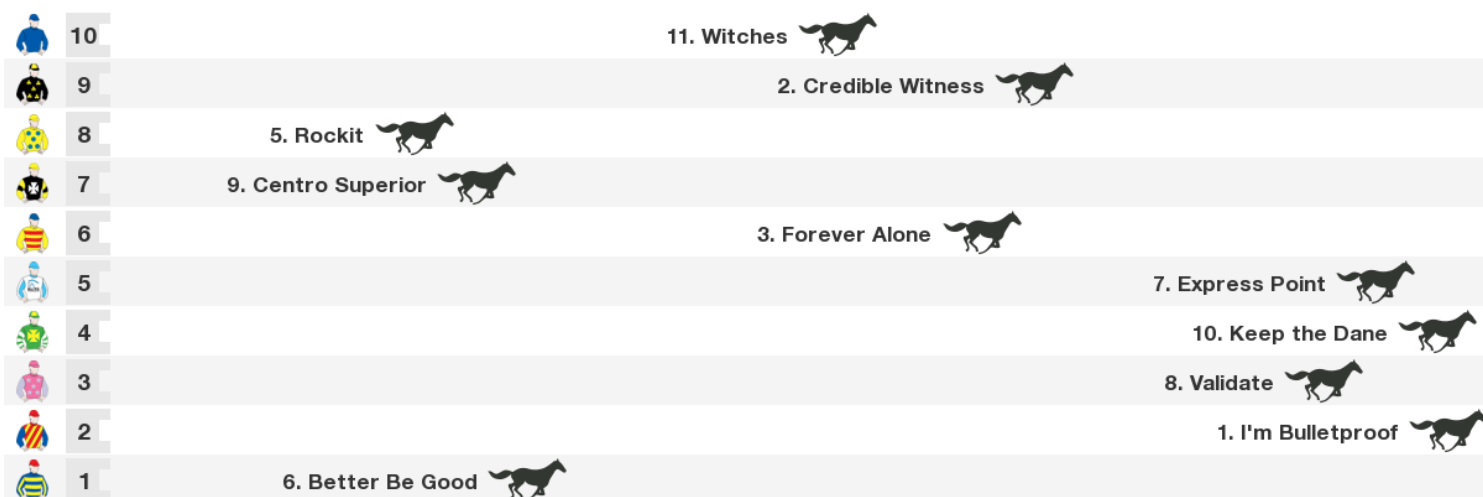 10 11. Witches
9 2. Credible Witness
8 5. Rockit
7 9. Centro Superior
6 3. Forever Alone
5 7. Express Point
4 10. Keep the Dane
3 8. Validate
2 1. I'm Bulletproof
1 6. Better Be Good